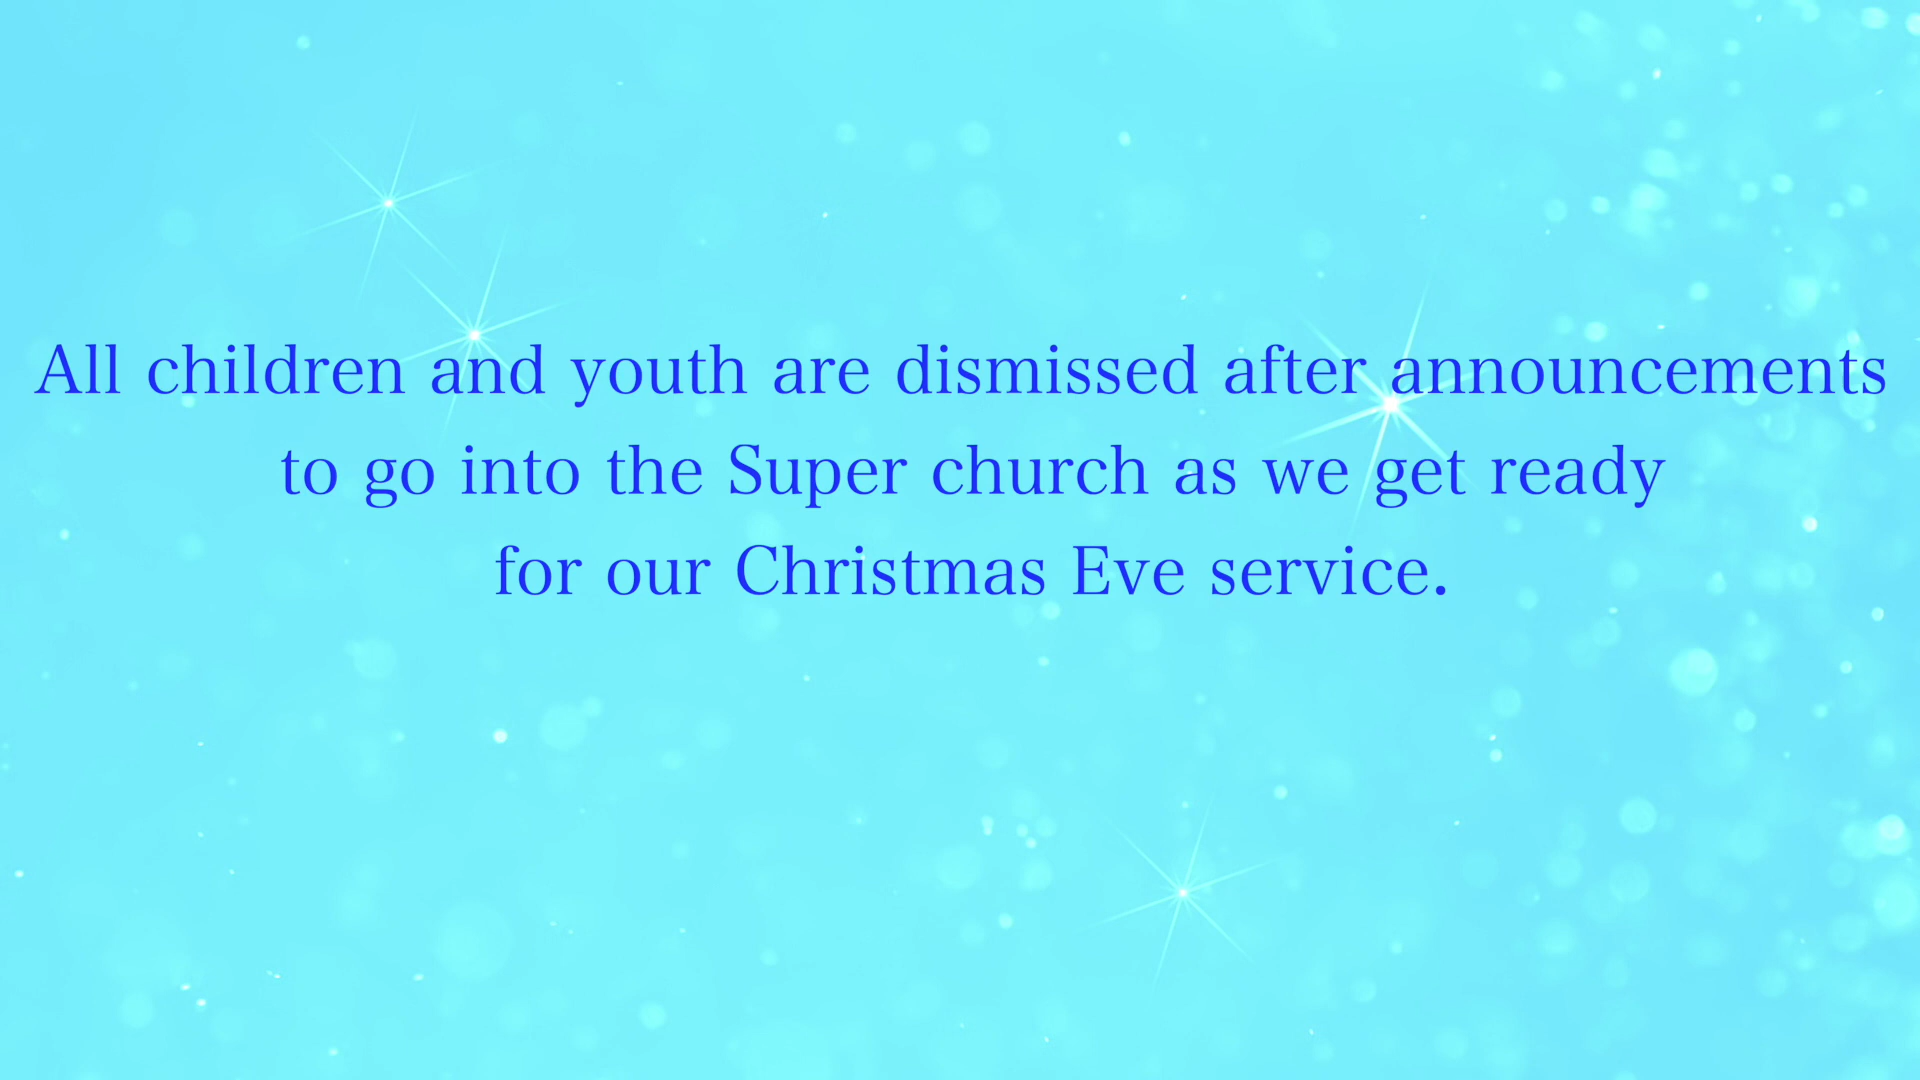 All children and youth are dismissed after announcements
to go into the Super church as we get ready
for our Christmas Eve service.